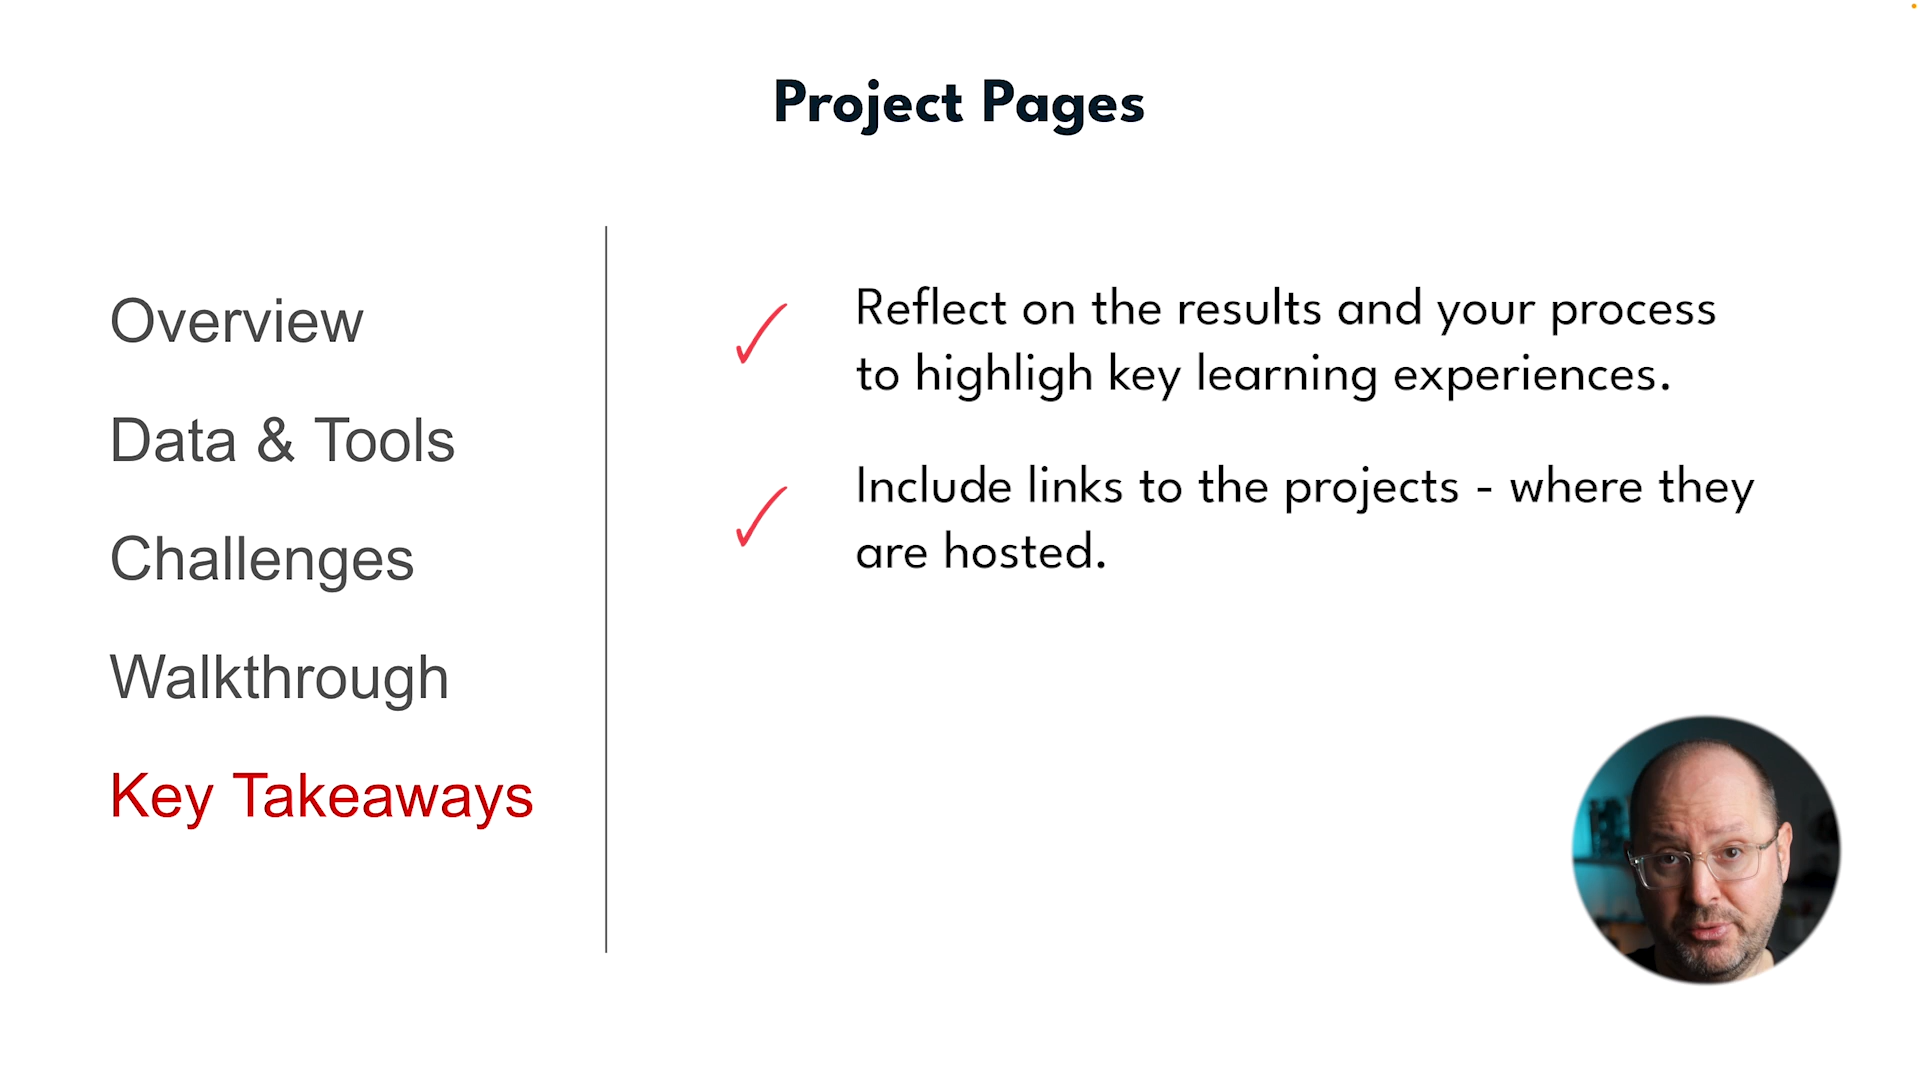 Project Pages
Overview
Data & Tools
Challenges
Walkthrough
Key Takeaways
Reflect on the results and your process
to highligh key learning experiences.
Include links to the projects - where they
are hosted.